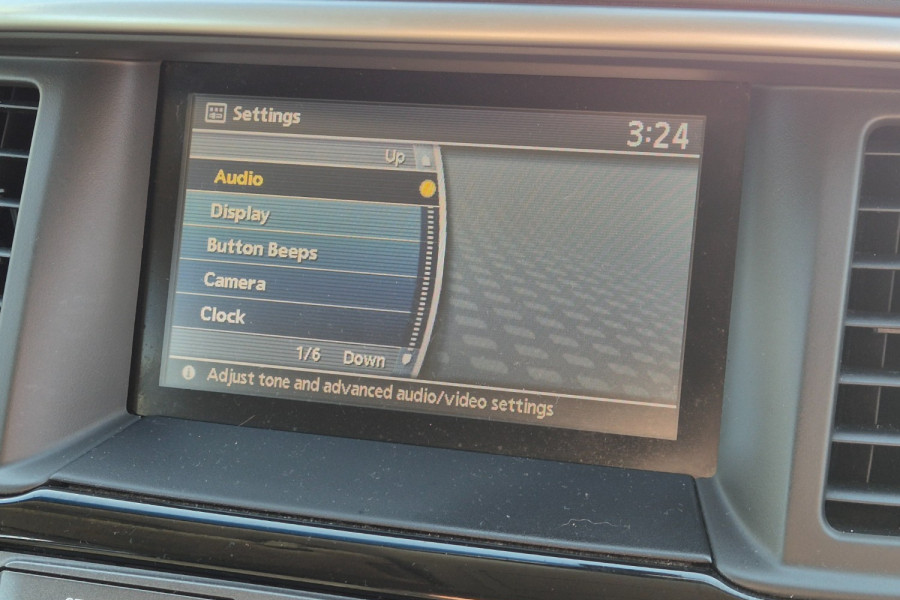 Settings
3:24
Up
Audio
Display
Button Beeps
Camera
Clock
1/6 Down
Adjust tone and advanced audio/video settings